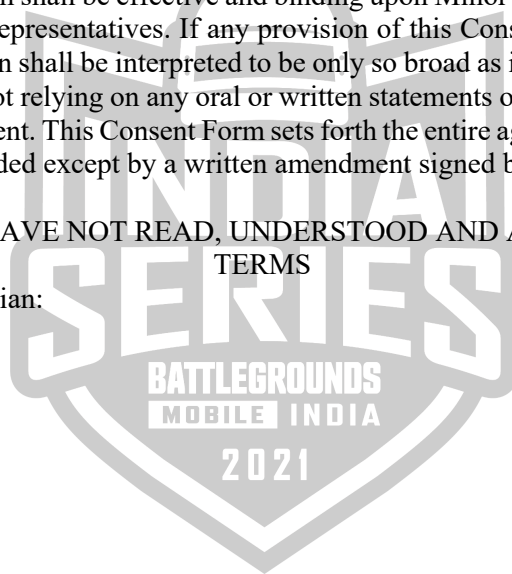 n shall be effective and binding upon Minor
epresentatives. If any provision of this Cons
n shall be interpreted to be only so broad as i
ot relying on any oral or written statements o
ent. This Consent Form sets forth the entire ag
ded except by a written amendment signed b
AVE NOT READ, UNDERSTOOD AND A
TERMS
ian:
INDIA
SERIES
BATTLEGROUNDS
MOBILE INDIA
2021